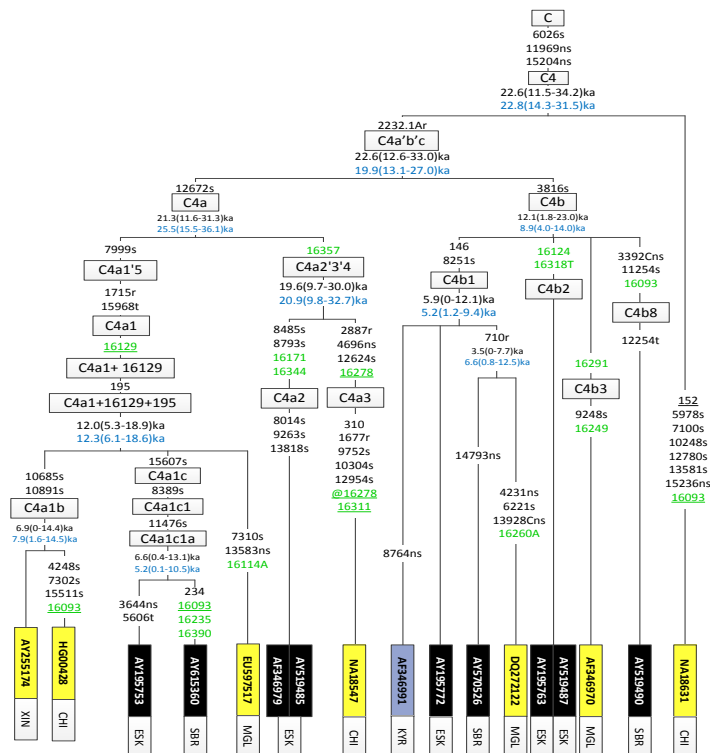 C
6026s
11969ns
15204ns
C4
22.6(11.5-34.2)ka
22.8(14.3-31.5)ka
2232.1Ar
C4a'b'c
22.6(12.6-33.0)ka
19.9(13.1-27.0)ka
12672s
C4a
21.3(11.6-31.3)ka
25.5(15.5-36.1)ka
3816s
C4b
12.1(1.8-23.0)ka
8.9(4.0-14.0)ka
7999s
C4a1'5
1715r
15968t
C4a1
16129
C4a1+ 16129
195
C4a1+16129+195
12.0(5.3-18.9)ka
12.3(6.1-18.6)ka
16357
C4a2'3'4
19.6(9.7-30.0)ka
20.9(9.8-32.7)ka
8485s
8793s
16171
16344
C4a2
8014s
9263s
13818s
2887r
4696ns
12624s
16278
C4a3
310
1677r
9752s
10304s
12954s
@16278
16311
146
8251s
C4b1
5.9(0-12.1)ka
5.2(1.2-9.4)ka
710r
3.5(0-7.7)ka
6.6(0.8-12.5)ka
14793ns
4231ns
6221s
13928Cns
16260A
8764ns
16124
16318T
C4b2
16291
C4b3
9248s
16249
3392Cns
11254s
16093
C4b8
12254t
152
5978s
7100s
10248s
12780s
13581s
15236ns
16093
10685s
10891s
C4a1b
6.9(0-14.4)ka
7.9(1.6-14.5)ka
4248s
7302s
15511s
16093
15607s
C4a1c
8389s
C4a1c1
11476s
C4a1c1a
6.6(0.4-13.1)ka
5.2(0.1-10.5)ka
3644ns
5606t
234
16093
16235
16390
7310s
13583ns
16114A
AY255174
HG00428
AY195753
AY615360
EU597517
AF346979
AY519485
NA18547
AF346991
AY195772
AY570526
DQ272122
AY195763
AY519487
AF346970
AY519490
NA18631
XIN
CHI
ESK
SBR
MGL
ESK
CHI
KYR
ESK
SBR
MGL
ESK
ESK
MGL
SBR
CHI